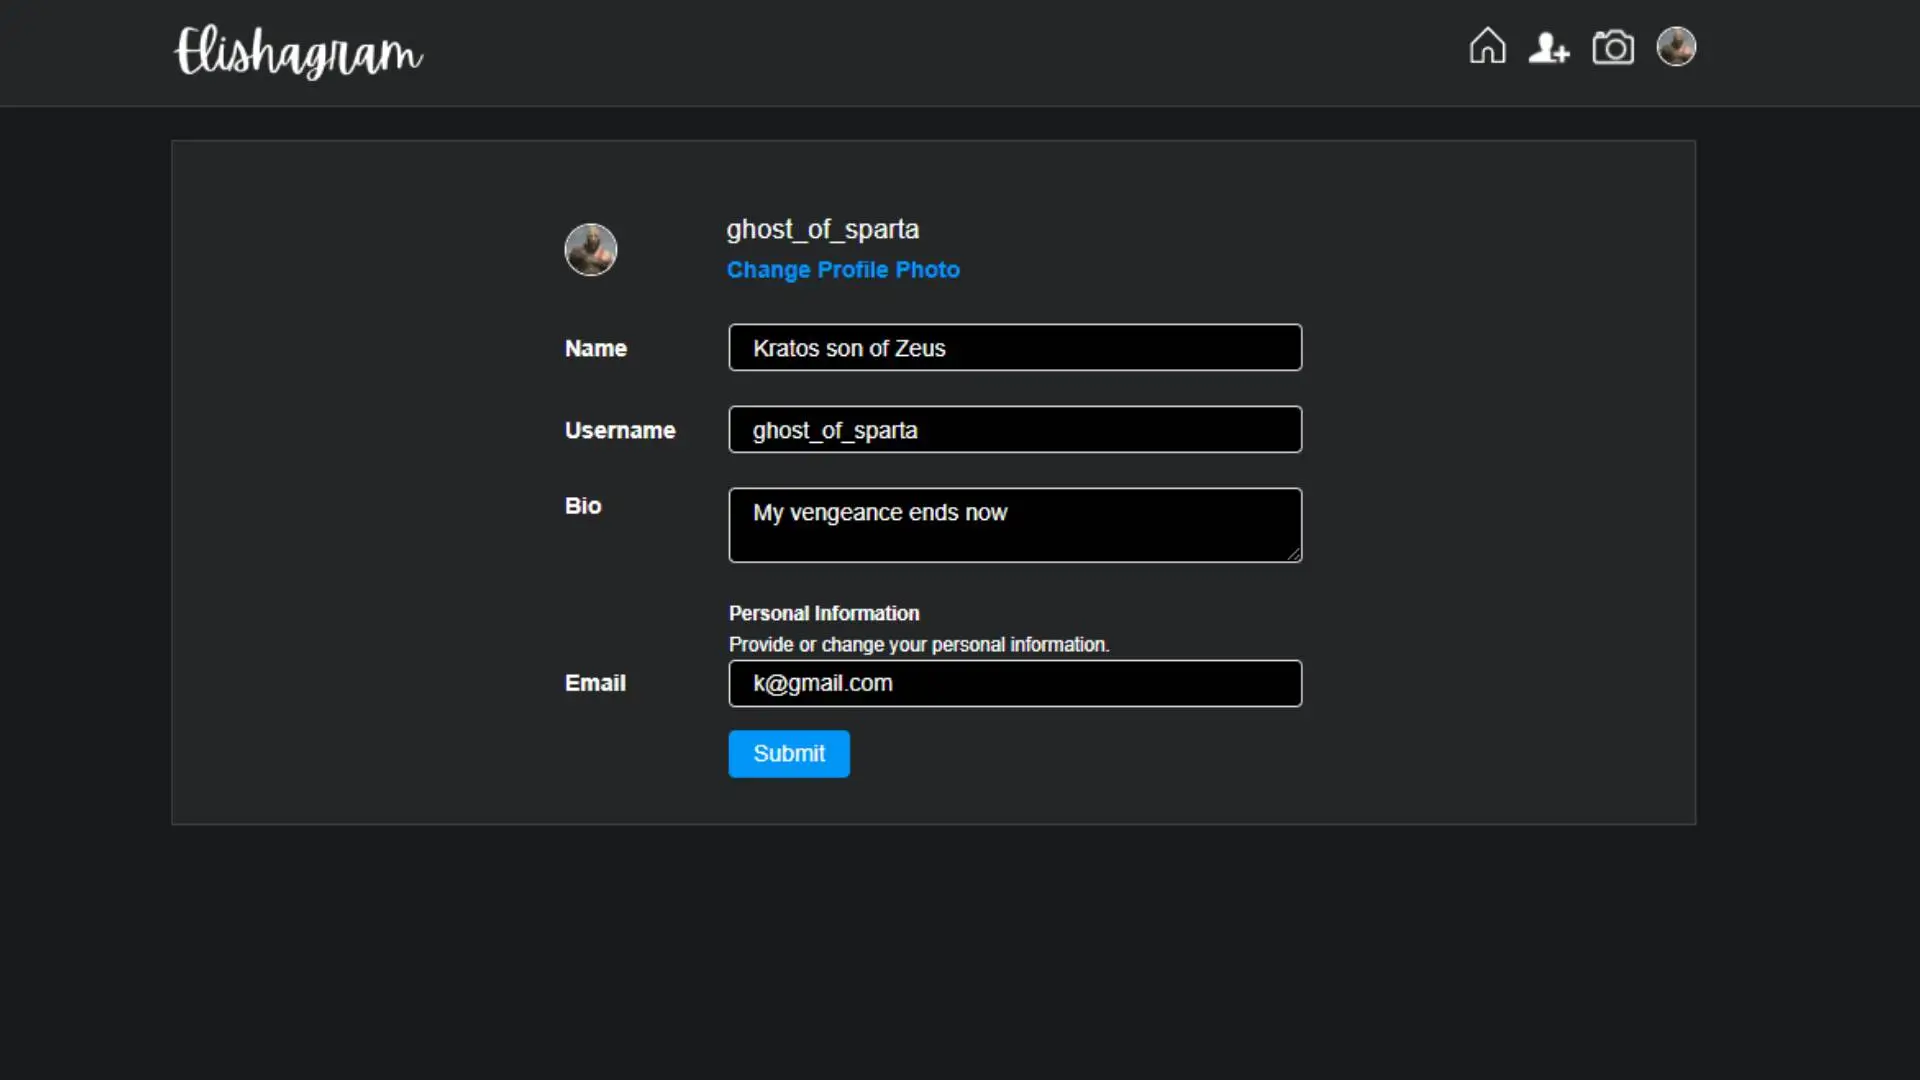 Elishagram
ghost_of_sparta
Change Profile Photo
Name
Kratos son of Zeus
Username
ghost_of_sparta
Bio
My vengeance ends now
Personal Information
Provide or change your personal information.
Email
k@gmail.com
Submit